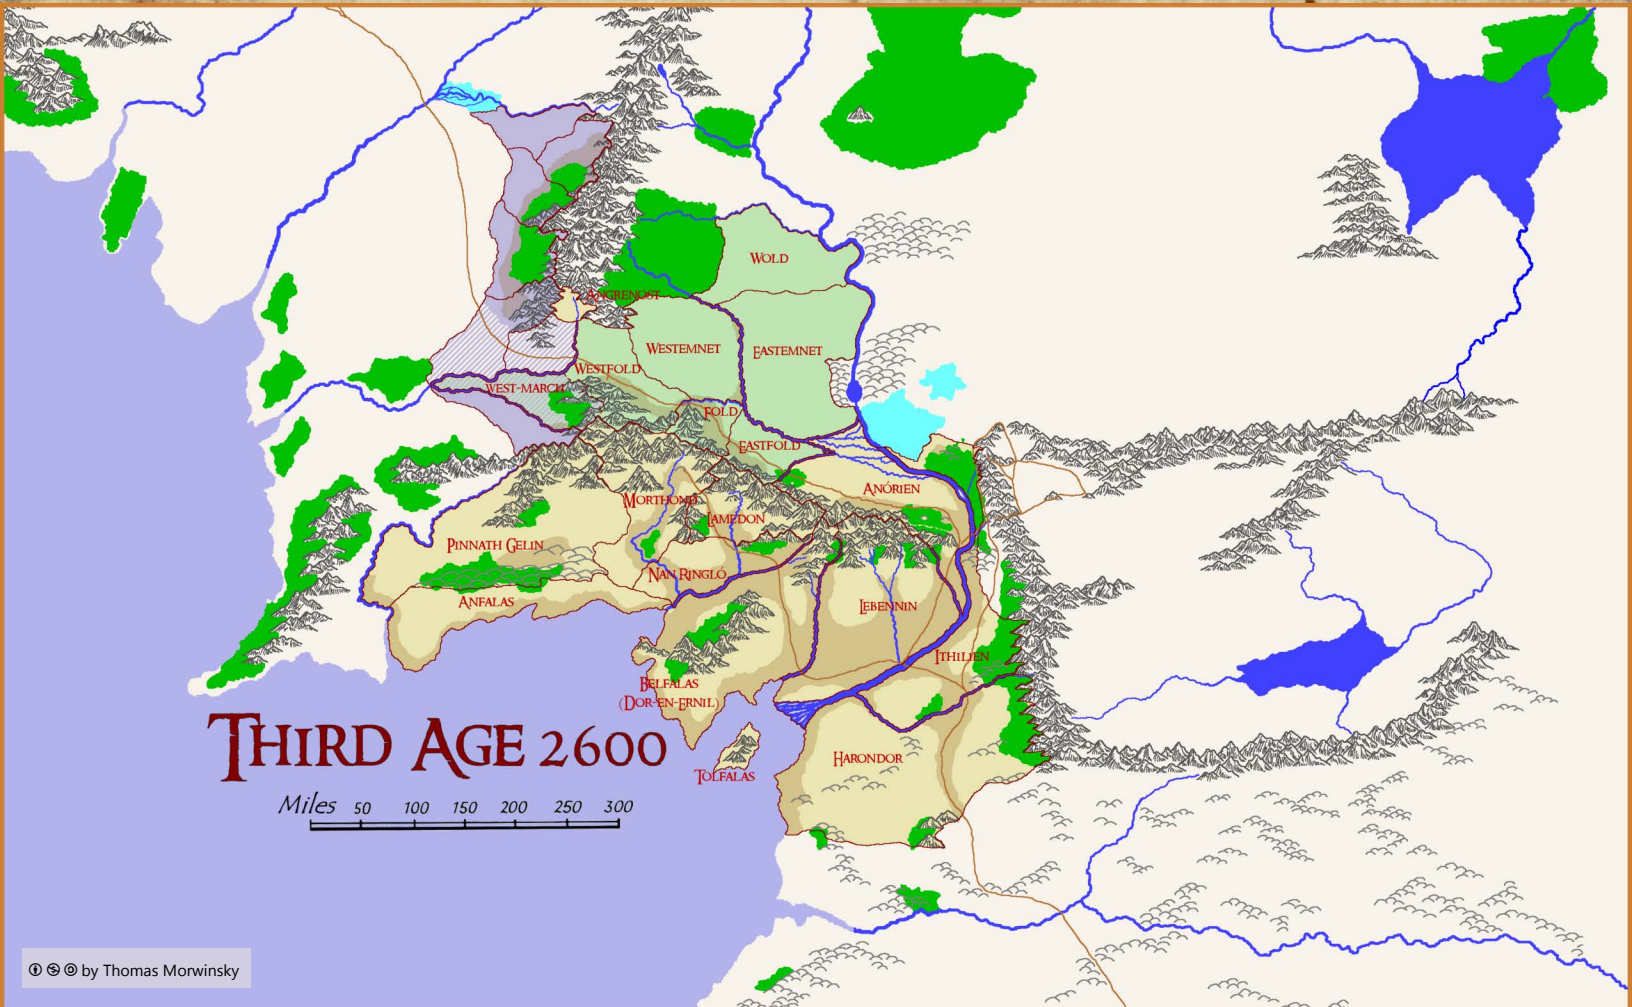 Wold
Angrenost
Westemnet
Eastemnet
Westfold
West-march
Fold
Eastfold
Anórien
Morthond
Lamedon
Pinnath Gelin
Nan Ringló
Anfalas
Lebennin
Ithilien
Belfalas
(Dor-en-Ernil)
Third Age 2600
Harondor
Tolfalas
Miles 50 100 150 200 250 300
by Thomas Morwinsky